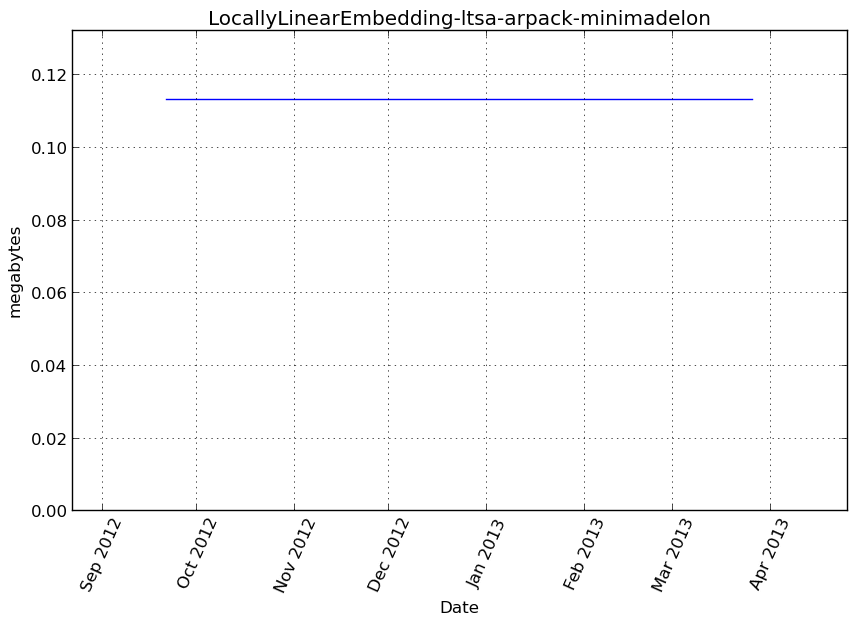 LocallyLinearEmbedding-ltsa-arpack-minimadelon
megabytes
0.12
0.10
0.08
0.06
0.04
0.02
0.00
Sep 2012
Oct 2012
Nov 2012
Dec 2012
Jan 2013
Feb 2013
Mar 2013
Apr 2013
Date